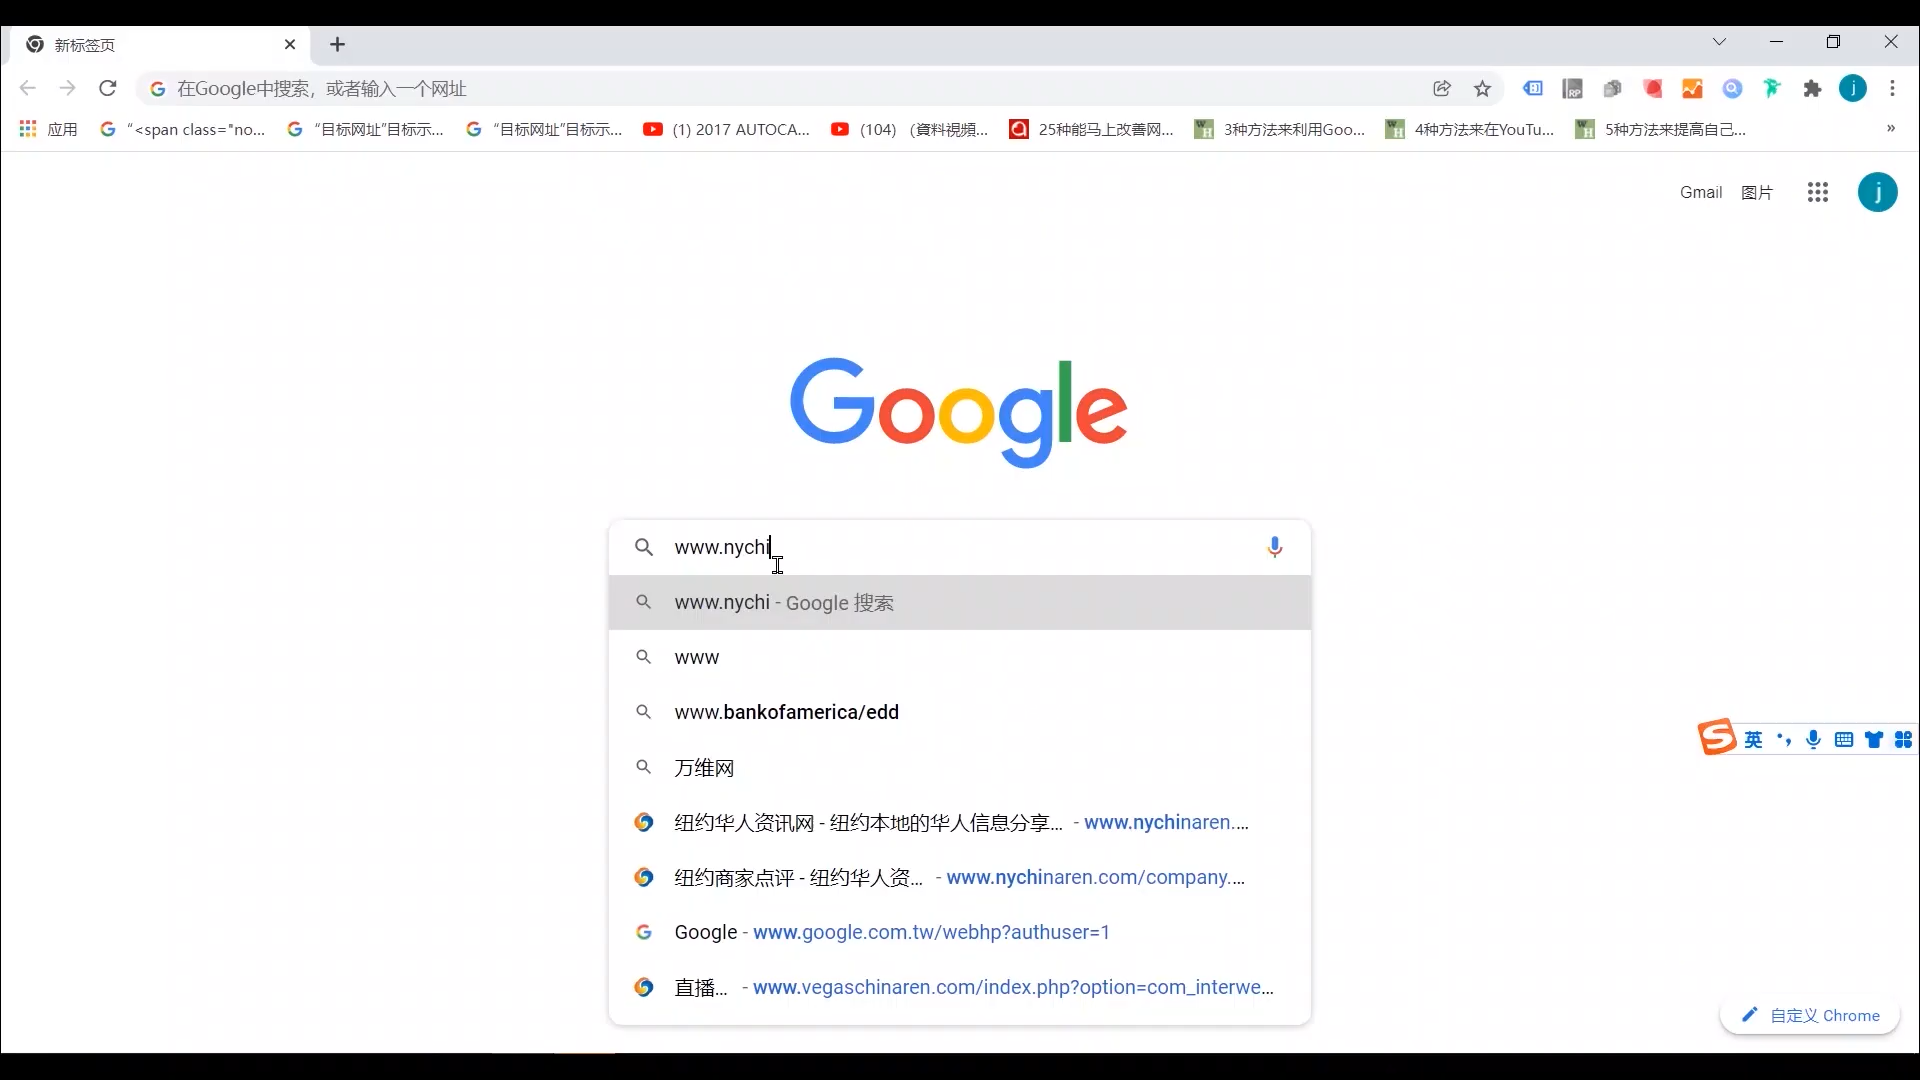 新标签页
在Google中搜索，或者输入一个网址
应用 “<span class="no... “目标网址”目标示... “目标网址”目标示... (1) 2017 AUTOCA... (104) （資料視頻... 25种能马上改善网... 3种方法来利用Goo... 4种方法来在YouTu... 5种方法来提高自己... »
Gmail 图片 j
Google
www.nychi
www.nychi - Google 搜索
www
www.bankofamerica/edd
万维网
纽约华人资讯网 - 纽约本地的华人信息分享... - www.nychinaren....
纽约商家点评 - 纽约华人资... - www.nychinaren.com/company....
Google - www.google.com.tw/webhp?authuser=1
直播... - www.vegaschinaren.com/index.php?option=com_interwe...
英
自定义 Chrome